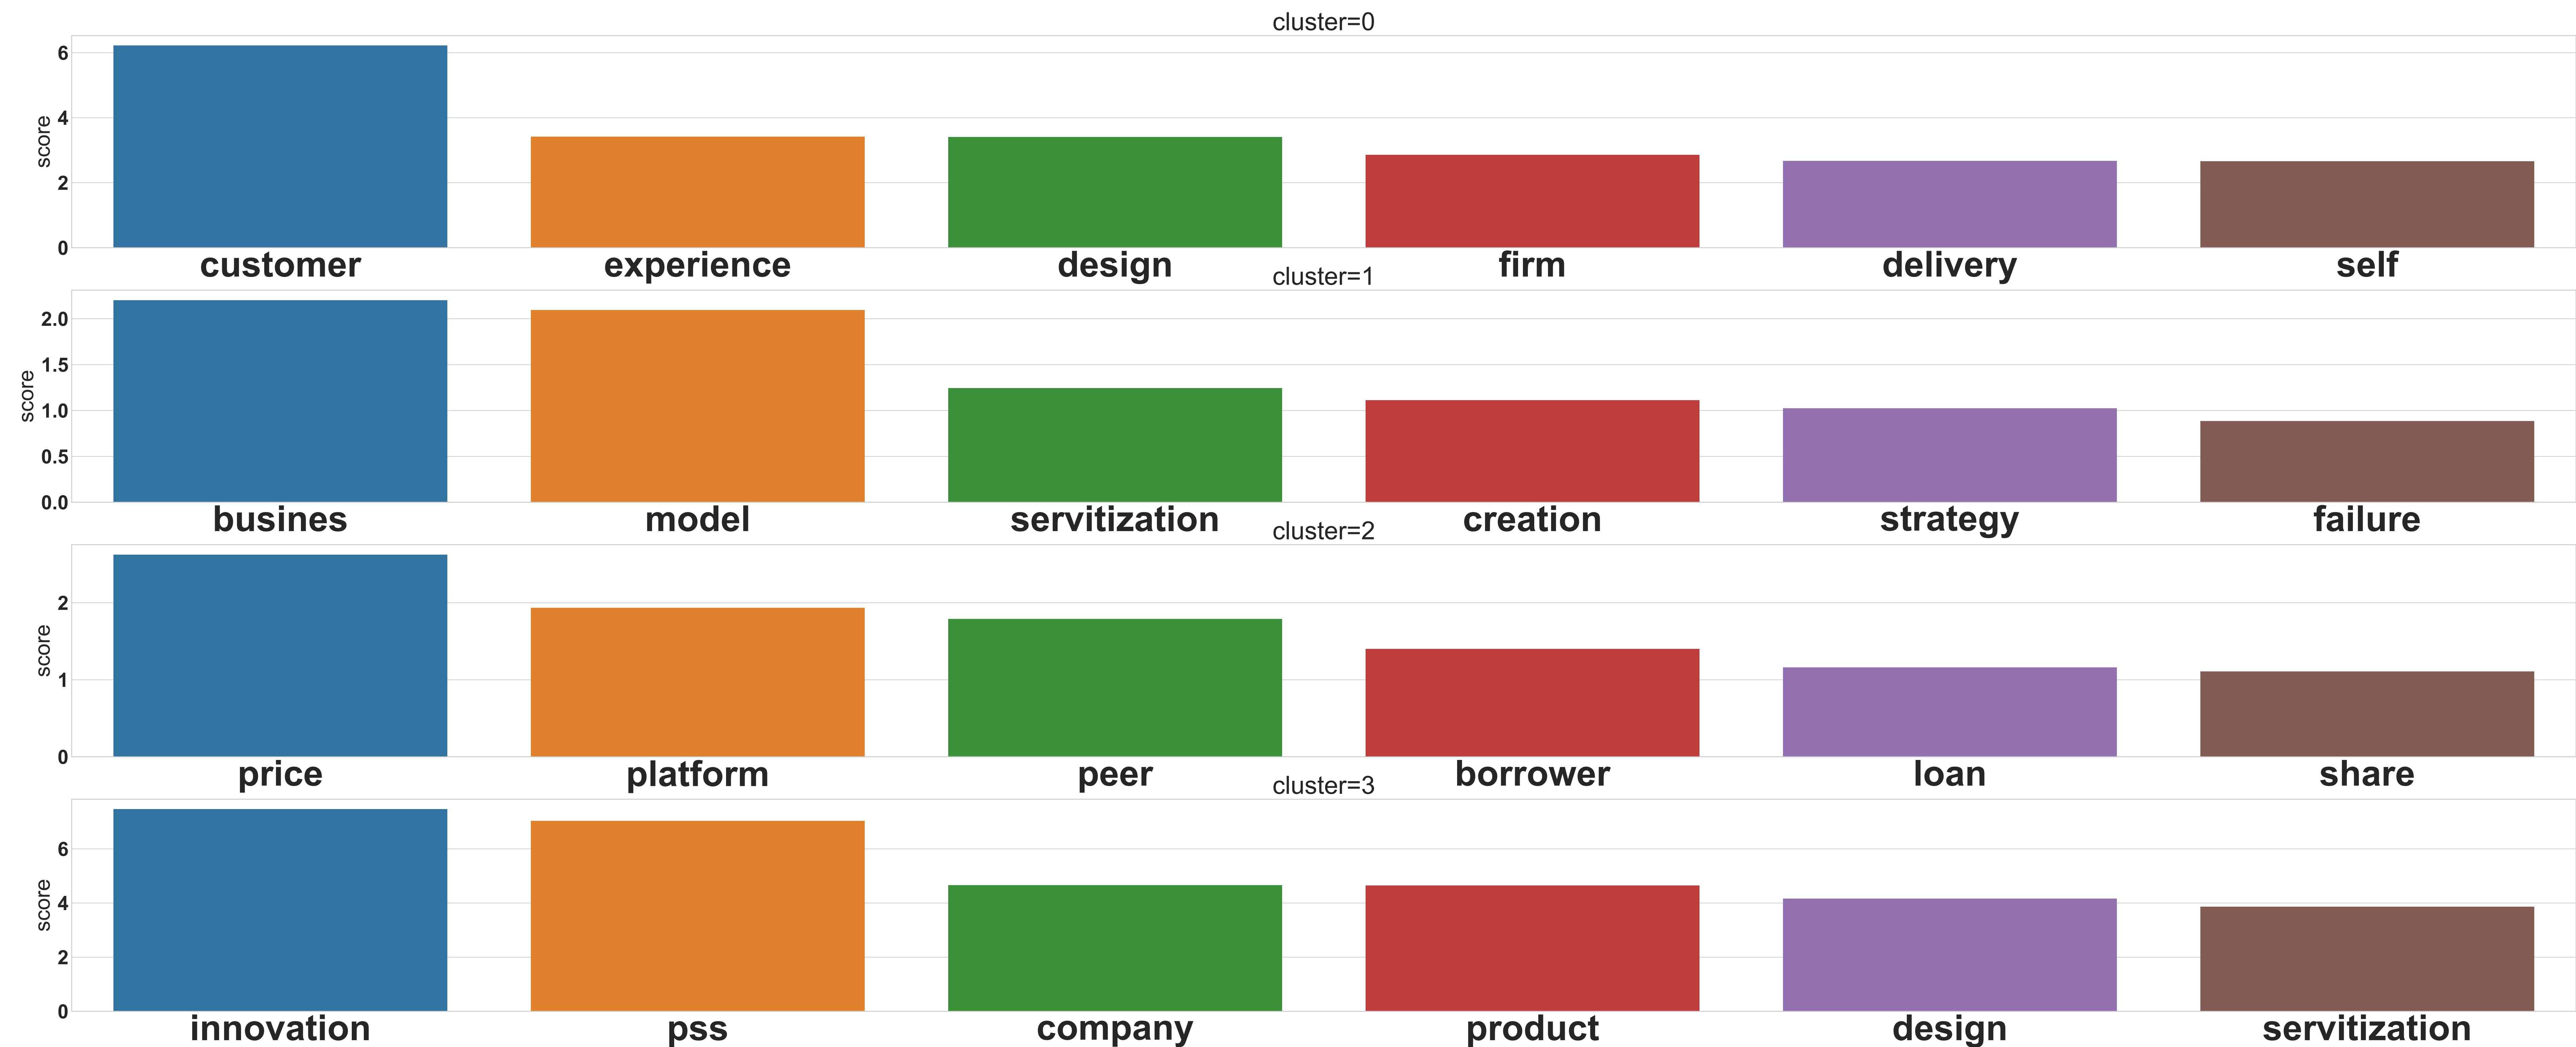 cluster=0
score
6
4
2
0
customer experience design firm delivery self
cluster=1
score
2.0
1.5
1.0
0.5
0.0
busines model servitization creation strategy failure
cluster=2
score
2
1
0
price platform peer borrower loan share
cluster=3
score
6
4
2
0
innovation pss company product design servitization